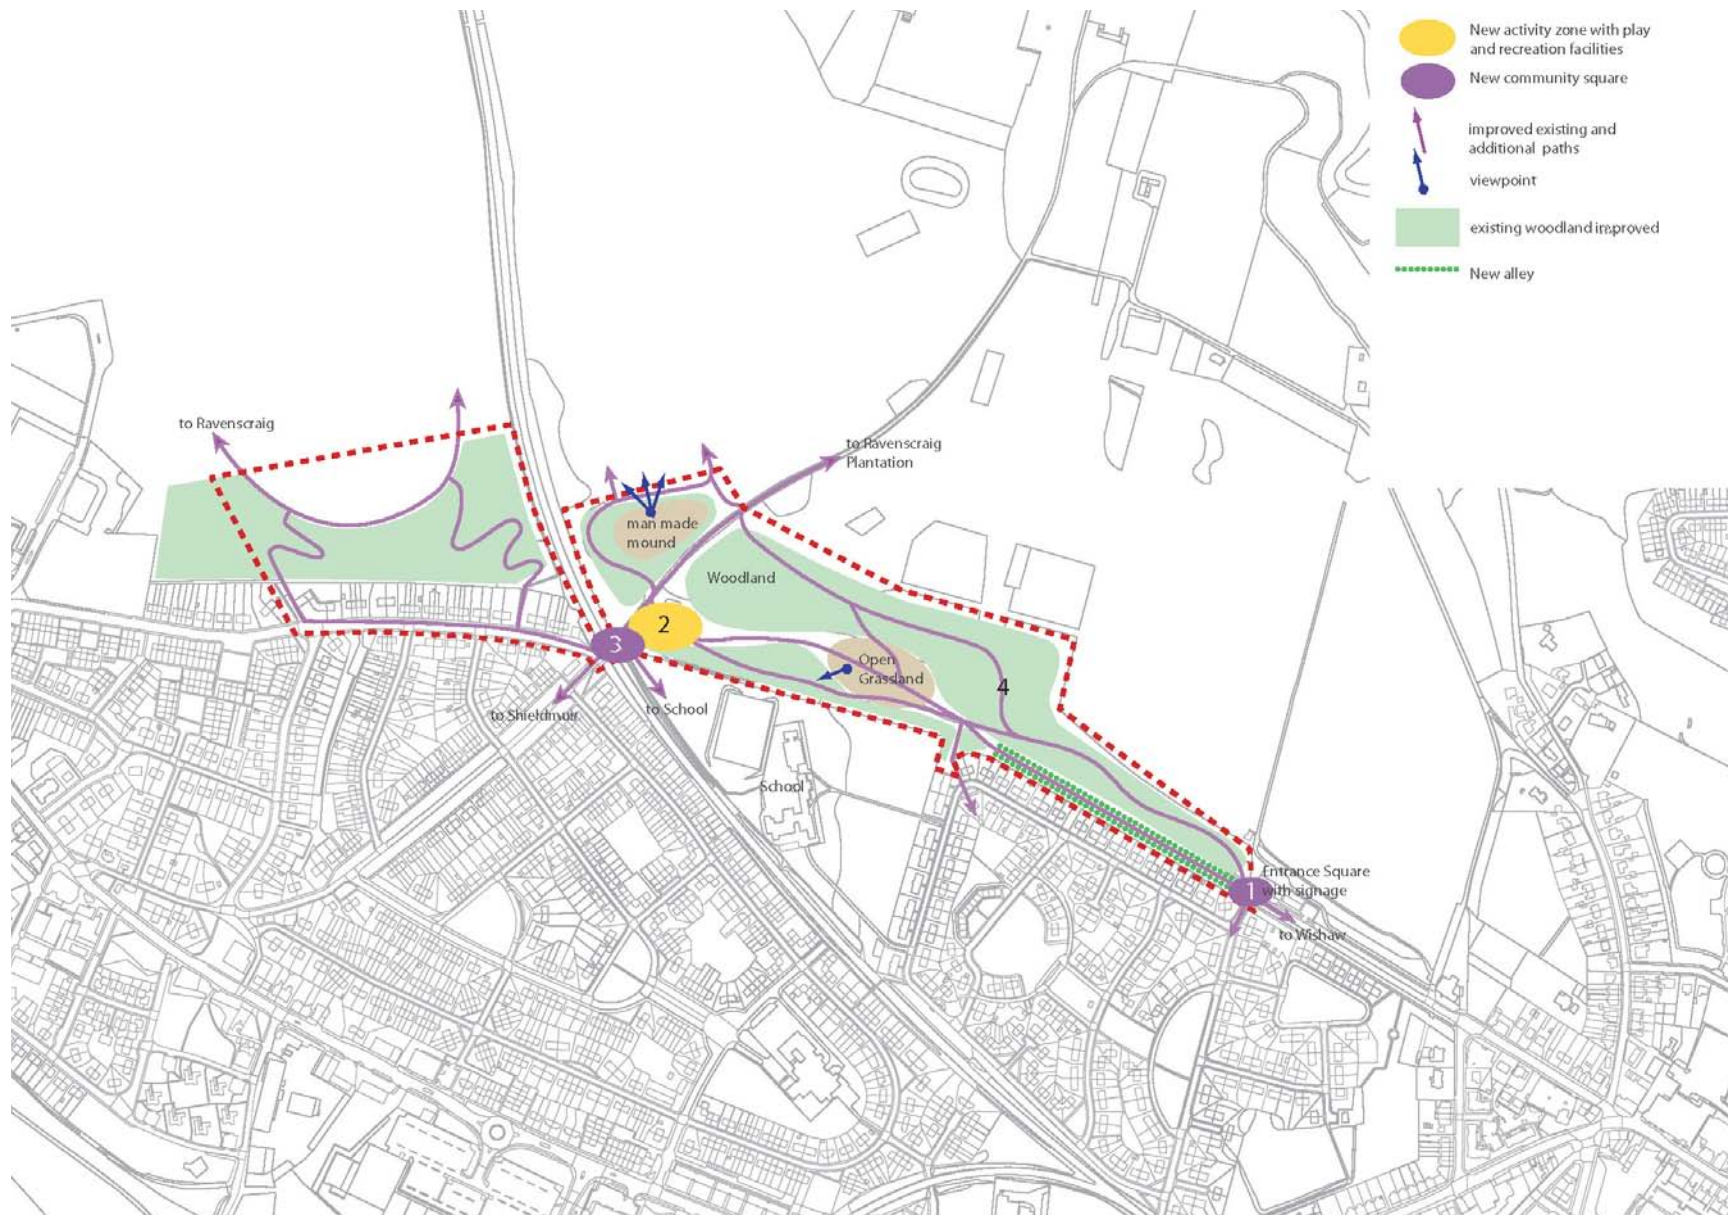 New activity zone with play
and recreation facilities
New community square
improved existing and
additional paths
viewpoint
existing woodland improved
New alley
to Ravenscraig
to Ravenscraig
Plantation
man made
mound
Woodland
2
3
Open
Grassland
4
to Shieldmuir
to School
School
1
Entrance Square
with signage
to Wishaw